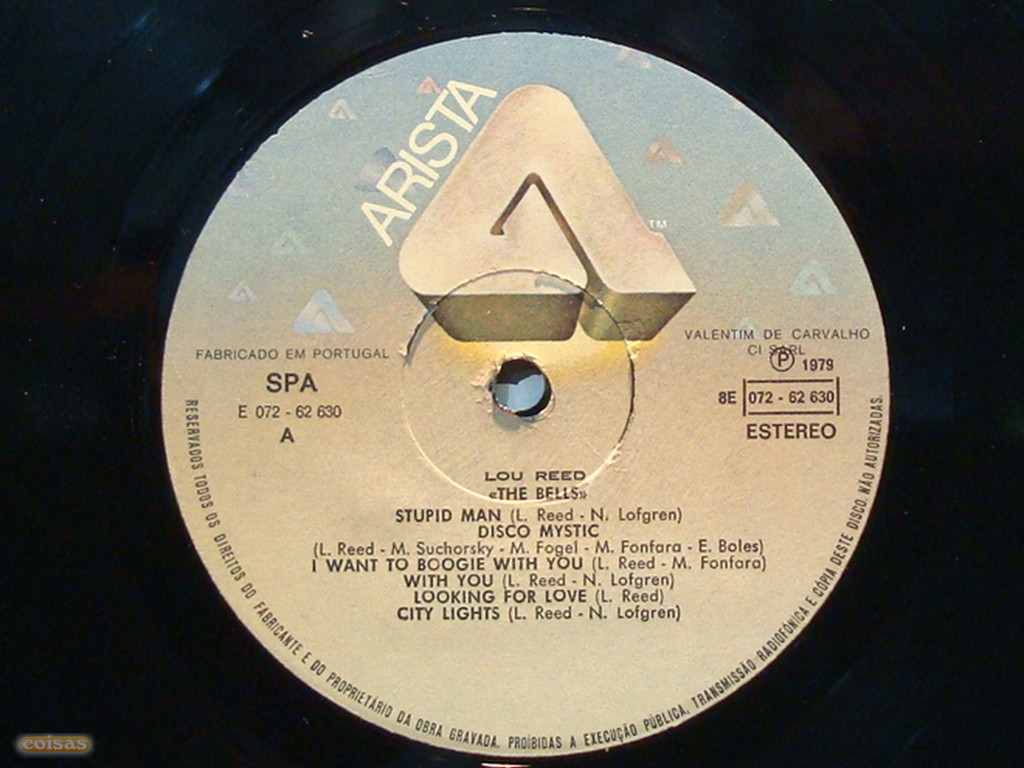 ARISTA
TM
FABRICADO EM PORTUGAL
SPA
E 072 - 62 630
A
VALENTIM DE CARVALHO
CI SARL
P 1979
8E 072 - 62 630
ESTEREO
LOU REED
«THE BELLS»
STUPID MAN (L. Reed - N. Lofgren)
DISCO MYSTIC
(L. Reed - M. Suchorsky - M. Fogel - M. Fonfara - E. Boles)
I WANT TO BOOGIE WITH YOU (L. Reed - M. Fonfara)
WITH YOU (L. Reed - N. Lofgren)
LOOKING FOR LOVE (L. Reed)
CITY LIGHTS (L. Reed - N. Lofgren)
RESERVADOS TODOS OS DIREITOS DO FABRICANTE E DO PROPRIETÁRIO DA OBRA GRAVADA. PROIBIDAS A EXECUÇÃO PÚBLICA, TRANSMISSÃO RADIOFÓNICA E CÓPIA DESTE DISCO, NÃO AUTORIZADAS.
coisas